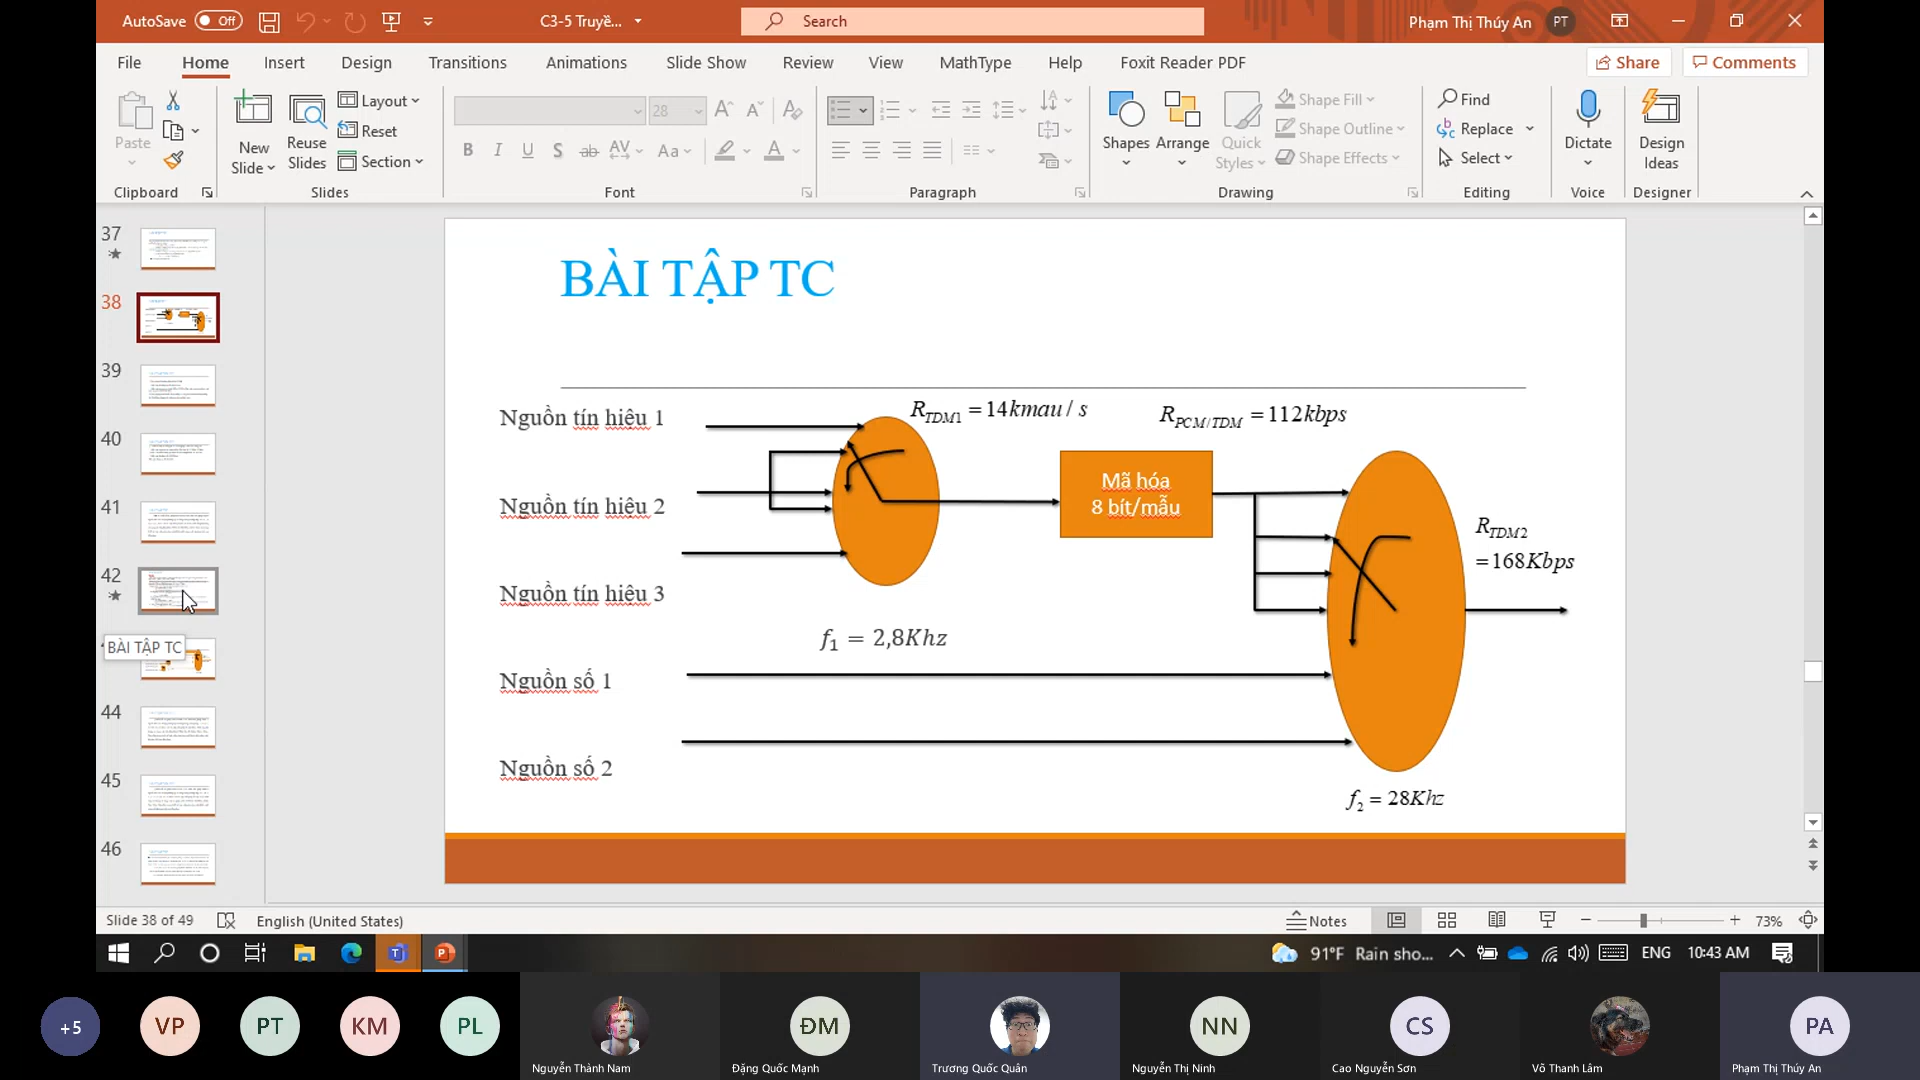 AutoSave Off C3-5 Truyề... Search Phạm Thị Thúy An PT
File Home Insert Design Transitions Animations Slide Show Review View MathType Help Foxit Reader PDF Share Comments
Paste New Slide Reuse Slides Layout Reset Section
28
B I U S ab AV Aa A
Shapes Arrange Quick Styles Shape Fill Shape Outline Shape Effects
Find Replace Select Dictate Design Ideas
Clipboard Slides Font Paragraph Drawing Editing Voice Designer
37
38
39
40
41
42
BÀI TẬP TC
44
45
46
BÀI TẬP TC
Nguồn tín hiệu 1
R_TDM1 = 14kmau / s
R_PCM/TDM = 112kbps
Mã hóa
8 bít/mẫu
Nguồn tín hiệu 2
R_TDM2
= 168Kbps
Nguồn tín hiệu 3
f₁ = 2,8Khz
Nguồn số 1
Nguồn số 2
f₂ = 28Khz
Slide 38 of 49 English (United States) Notes 73%
91°F Rain sho... ENG 10:43 AM
+5 VP PT KM PL ĐM NN CS PA
Nguyễn Thành Nam Đặng Quốc Mạnh Trương Quốc Quân Nguyễn Thị Ninh Cao Nguyễn Sơn Võ Thanh Lâm Phạm Thị Thúy An